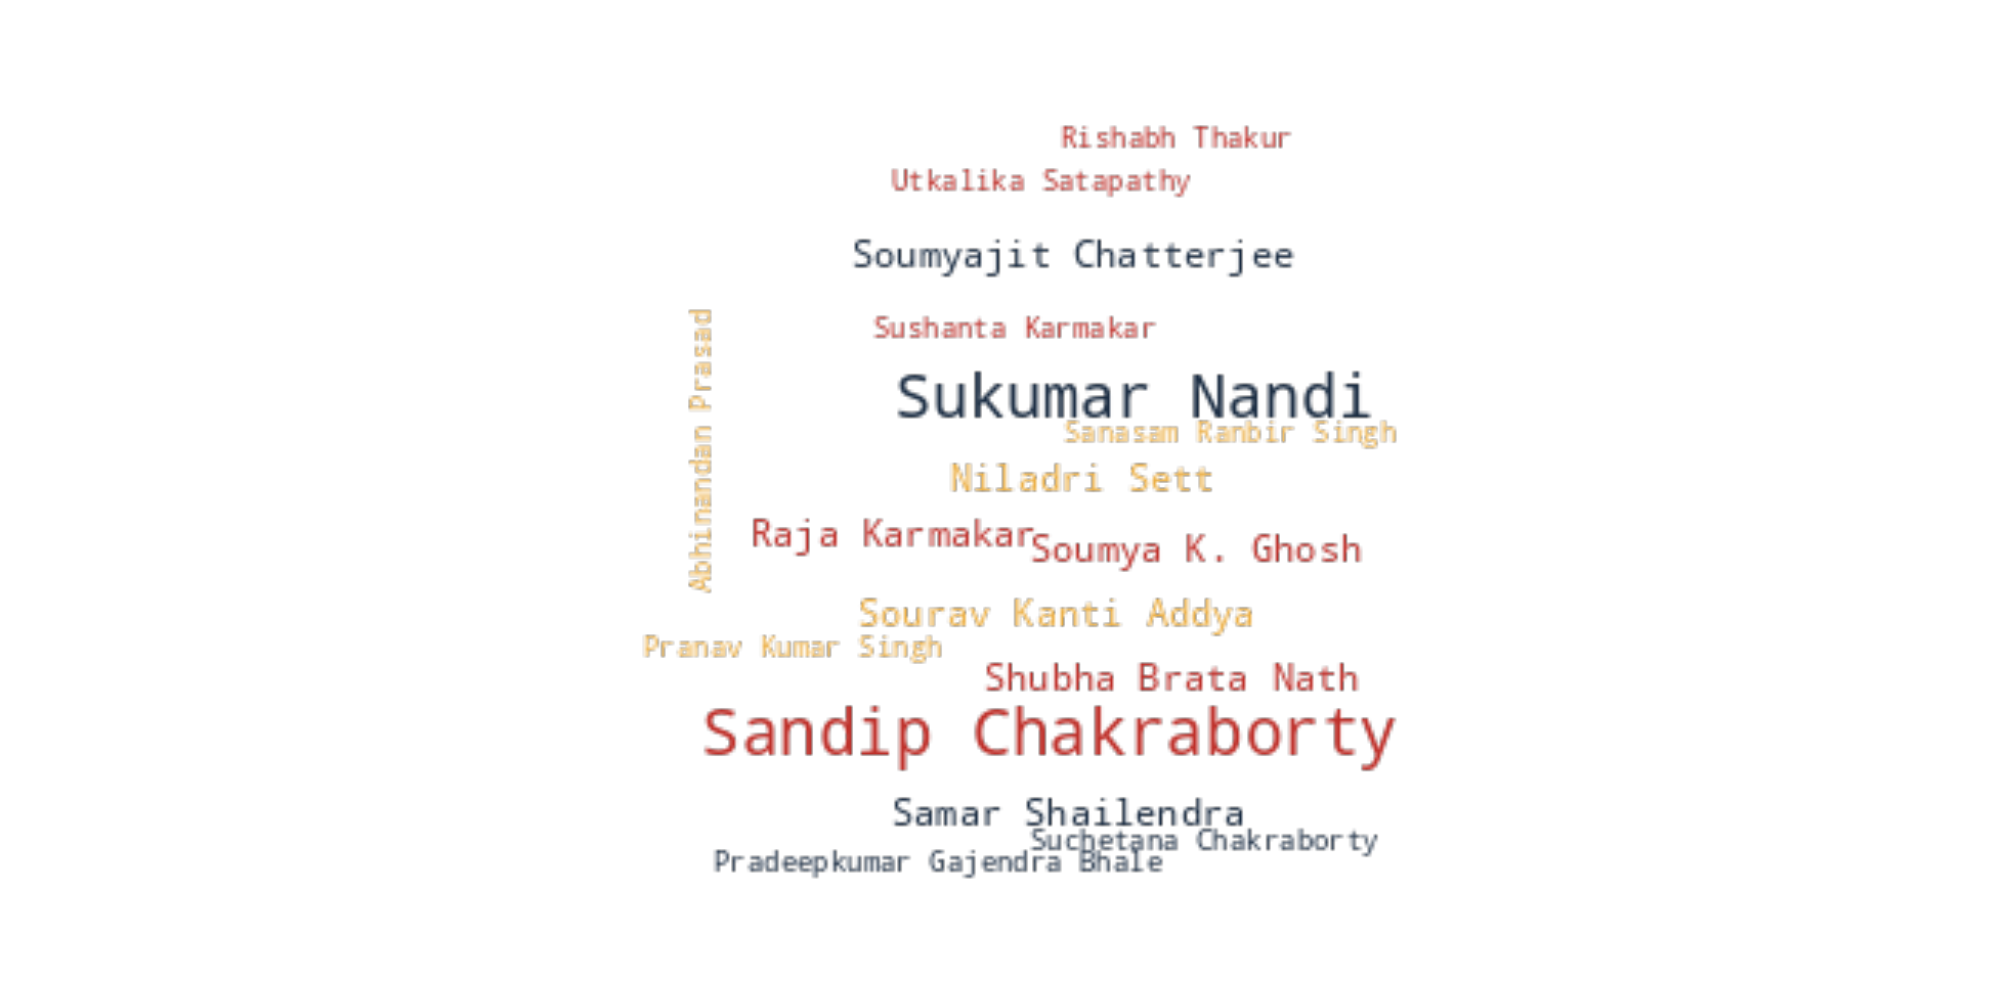 Rishabh Thakur
Utkalika Satapathy
Soumyajit Chatterjee
Sushanta Karmakar
Abhinandan Prasad
Sukumar Nandi
Sanasam Ranbir Singh
Niladri Sett
Raja Karmakar
Soumya K. Ghosh
Sourav Kanti Addya
Pranav Kumar Singh
Shubha Brata Nath
Sandip Chakraborty
Samar Shailendra
Suchetana Chakraborty
Pradeepkumar Gajendra Bhale